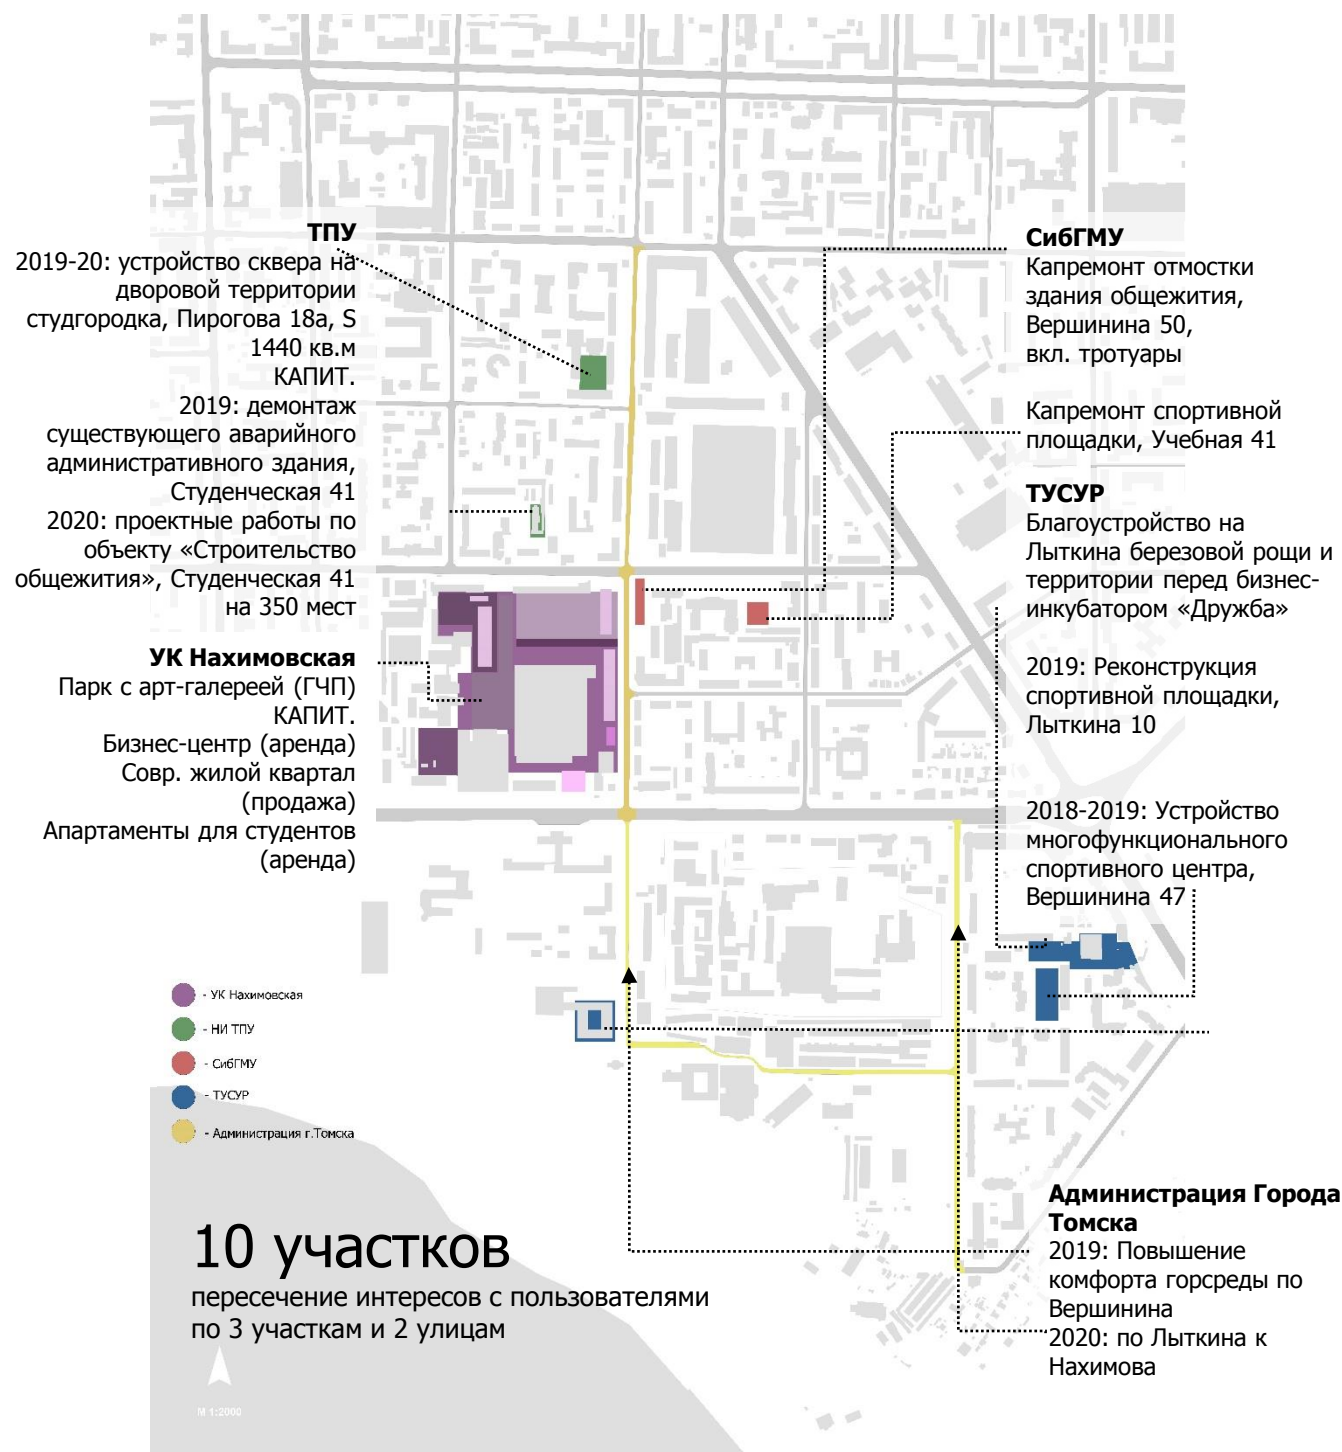 ТПУ
2019-20: устройство сквера на
дворовой территории
студгородка, Пирогова 18а, S
1440 кв.м
КАПИТ.
2019: демонтаж
существующего аварийного
административного здания,
Студенческая 41
2020: проектные работы по
объекту «Строительство
общежития», Студенческая 41
на 350 мест
УК Нахимовская
Парк с арт-галереей (ГЧП)
КАПИТ.
Бизнес-центр (аренда)
Совр. жилой квартал
(продажа)
Апартаменты для студентов
(аренда)
СибГМУ
Капремонт отмостки
здания общежития,
Вершинина 50,
вкл. тротуары
Капремонт спортивной
площадки, Учебная 41
ТУСУР
Благоустройство на
Лыткина березовой рощи и
территории перед бизнес-
инкубатором «Дружба»
2019: Реконструкция
спортивной площадки,
Лыткина 10
2018-2019: Устройство
многофункционального
спортивного центра,
Вершинина 47
- УК Нахимовская
- НИ ТПУ
- СибГМУ
- ТУСУР
- Администрация г.Томска
Администрация Города
Томска
2019: Повышение
комфорта горсреды по
Вершинина
2020: по Лыткина к
Нахимова
10 участков
пересечение интересов с пользователями
по 3 участкам и 2 улицам
М 1:2000